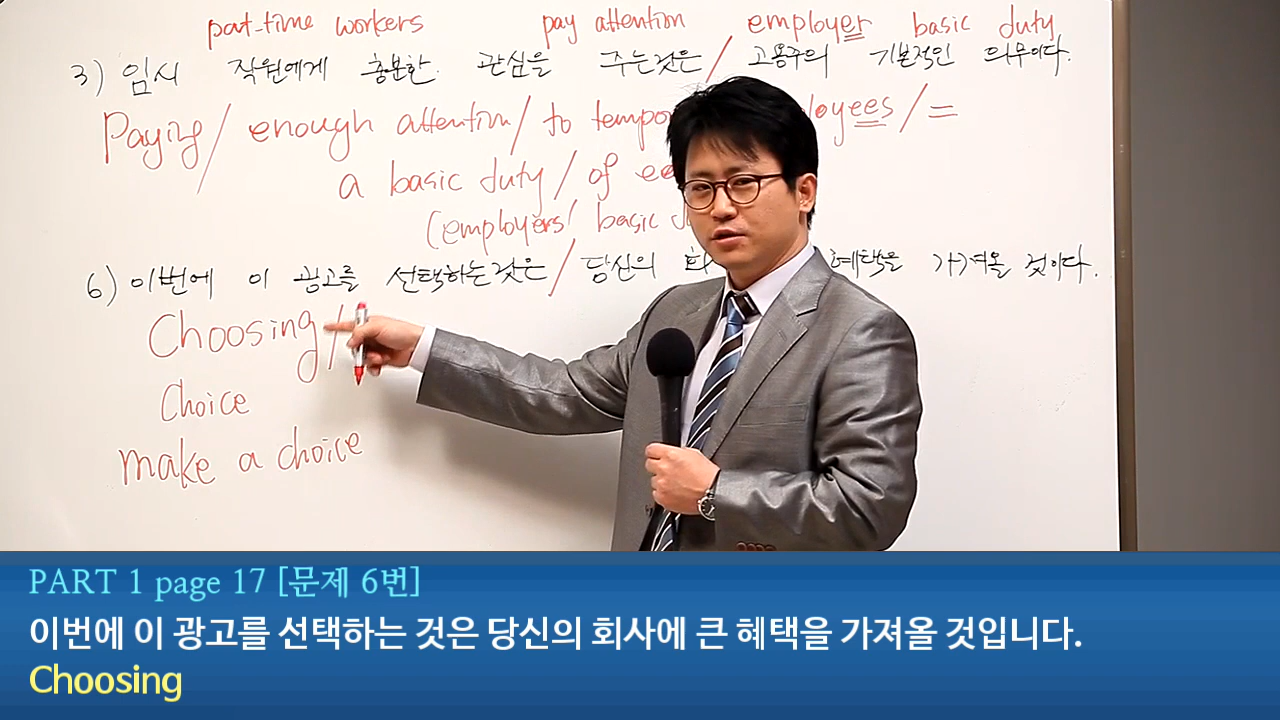 part-time workers pay attention employer basic duty
3) 임시 직원에게 충분한 관심을 주는것은 / 고용주의 기본적인 의무이다.
Paying / enough attention / to tempo ployees / =
a basic duty / of
(employers' basic
6) 이번에 이 광고를 선택하는것은 / 당신의 혜택을 가져올 것이다.
Choosing /
Choice
make a choice
PART 1 page 17 [문제 6번]
이번에 이 광고를 선택하는 것은 당신의 회사에 큰 혜택을 가져올 것입니다.
Choosing